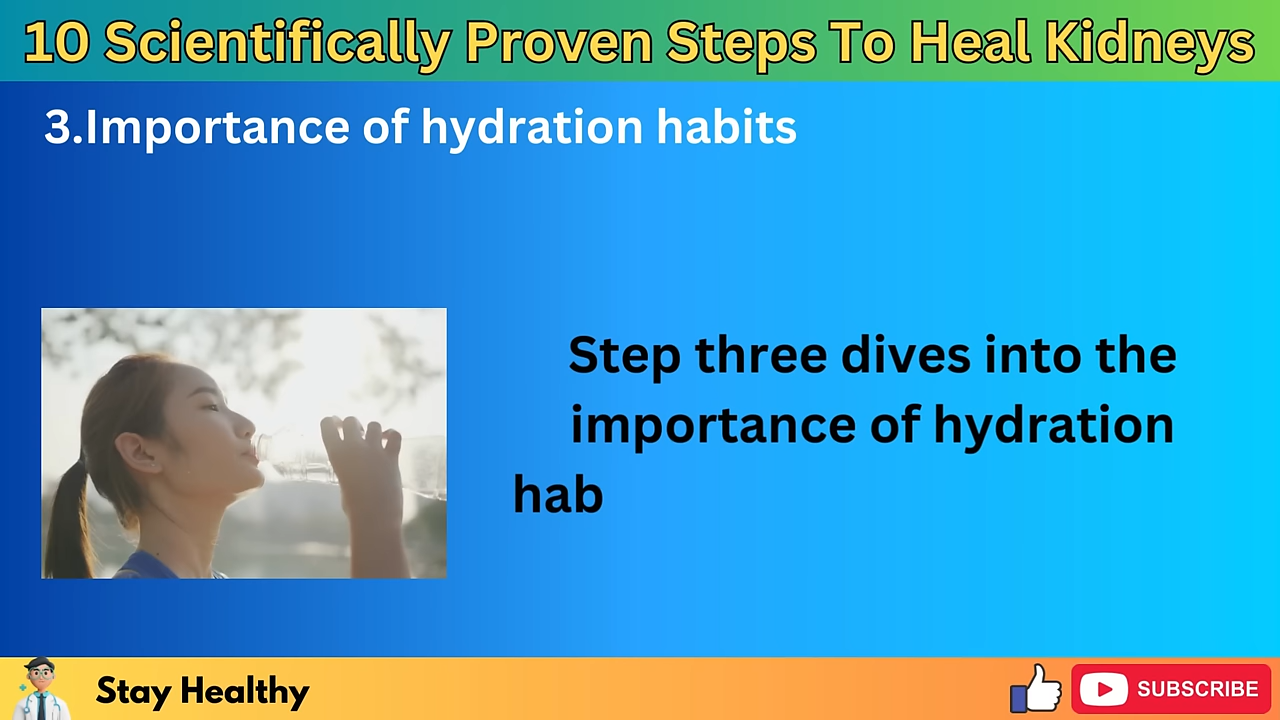 10 Scientifically Proven Steps To Heal Kidneys
3.Importance of hydration habits
Step three dives into the
importance of hydration
hab
Stay Healthy
SUBSCRIBE